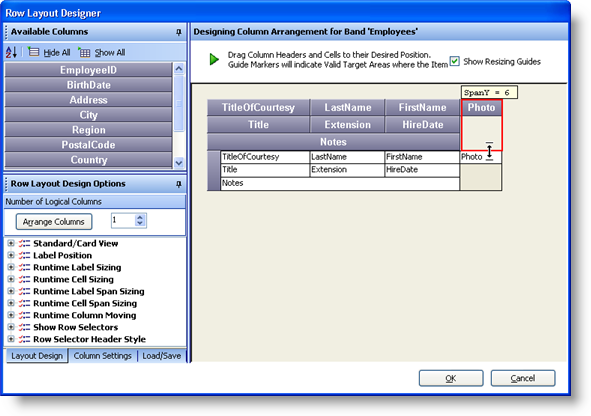 Row Layout Designer
Available Columns
Hide All Show All
EmployeeID
BirthDate
Address
City
Region
PostalCode
Country
Row Layout Design Options
Number of Logical Columns
Arrange Columns 1
Standard/Card View
Label Position
Runtime Label Sizing
Runtime Cell Sizing
Runtime Label Span Sizing
Runtime Cell Span Sizing
Runtime Column Moving
Show Row Selectors
Row Selector Header Style
Layout Design Column Settings Load/Save
Designing Column Arrangement for Band 'Employees'
Drag Column Headers and Cells to their Desired Position.
Guide Markers will indicate Valid Target Areas where the Item
Show Resizing Guides
SpanY = 6
TitleOfCourtesy LastName FirstName Photo
Title Extension HireDate
Notes
TitleOfCourtesy LastName FirstName Photo
Title Extension HireDate
Notes
OK Cancel